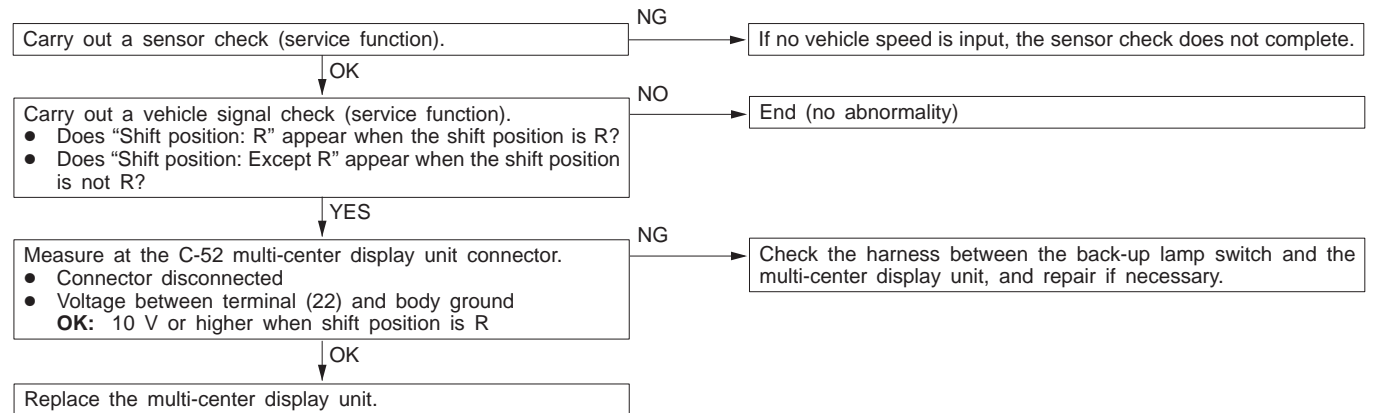 Carry out a sensor check (service function).
NG
If no vehicle speed is input, the sensor check does not complete.
OK
Carry out a vehicle signal check (service function).
● Does “Shift position: R” appear when the shift position is R?
● Does “Shift position: Except R” appear when the shift position
is not R?
NO
End (no abnormality)
YES
Measure at the C-52 multi-center display unit connector.
● Connector disconnected
● Voltage between terminal (22) and body ground
OK: 10 V or higher when shift position is R
NG
Check the harness between the back-up lamp switch and the
multi-center display unit, and repair if necessary.
OK
Replace the multi-center display unit.